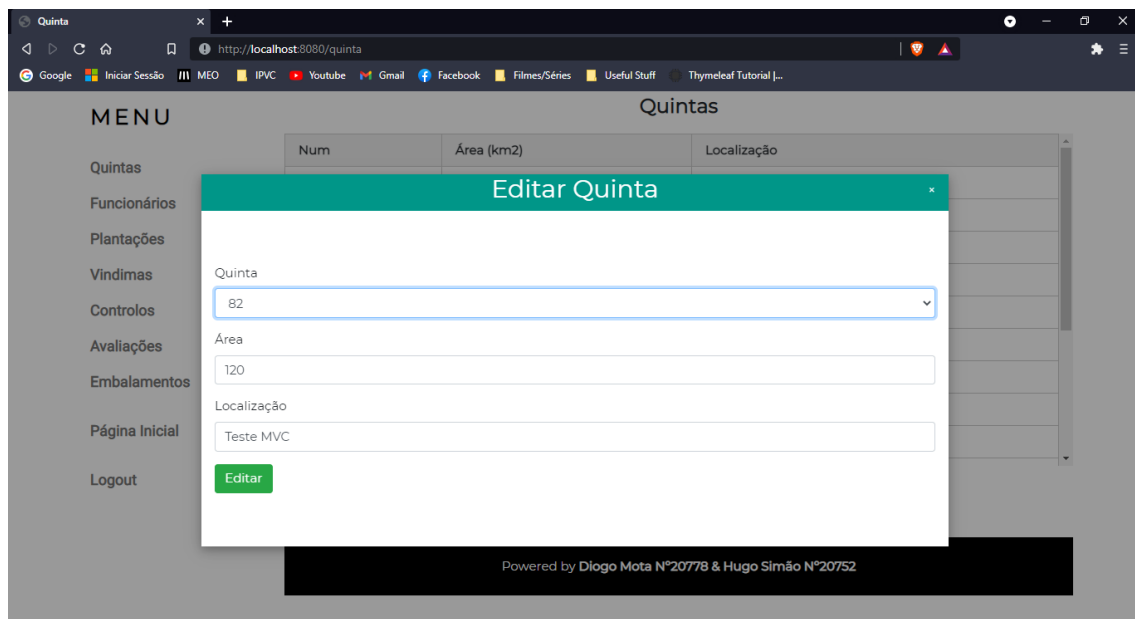 Quinta
http://localhost:8080/quinta
Google Iniciar Sessão MEO IPVC Youtube Gmail Facebook Filmes/Séries Useful Stuff Thymeleaf Tutorial |...
MENU
Quintas
Funcionários
Plantações
Vindimas
Controlos
Avaliações
Embalamentos
Página Inicial
Logout
Quintas
Num Área (km2) Localização
Editar Quinta
Quinta
82
Área
120
Localização
Teste MVC
Editar
Powered by Diogo Mota Nº20778 & Hugo Simão Nº20752